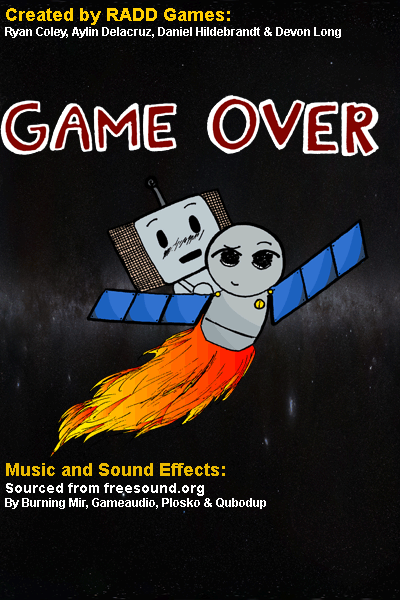 Created by RADD Games:
Ryan Coley, Aylin Delacruz, Daniel Hildebrandt & Devon Long
GAME OVER
Music and Sound Effects:
Sourced from freesound.org
By Burning Mir, Gameaudio, Plosko & Qubodup